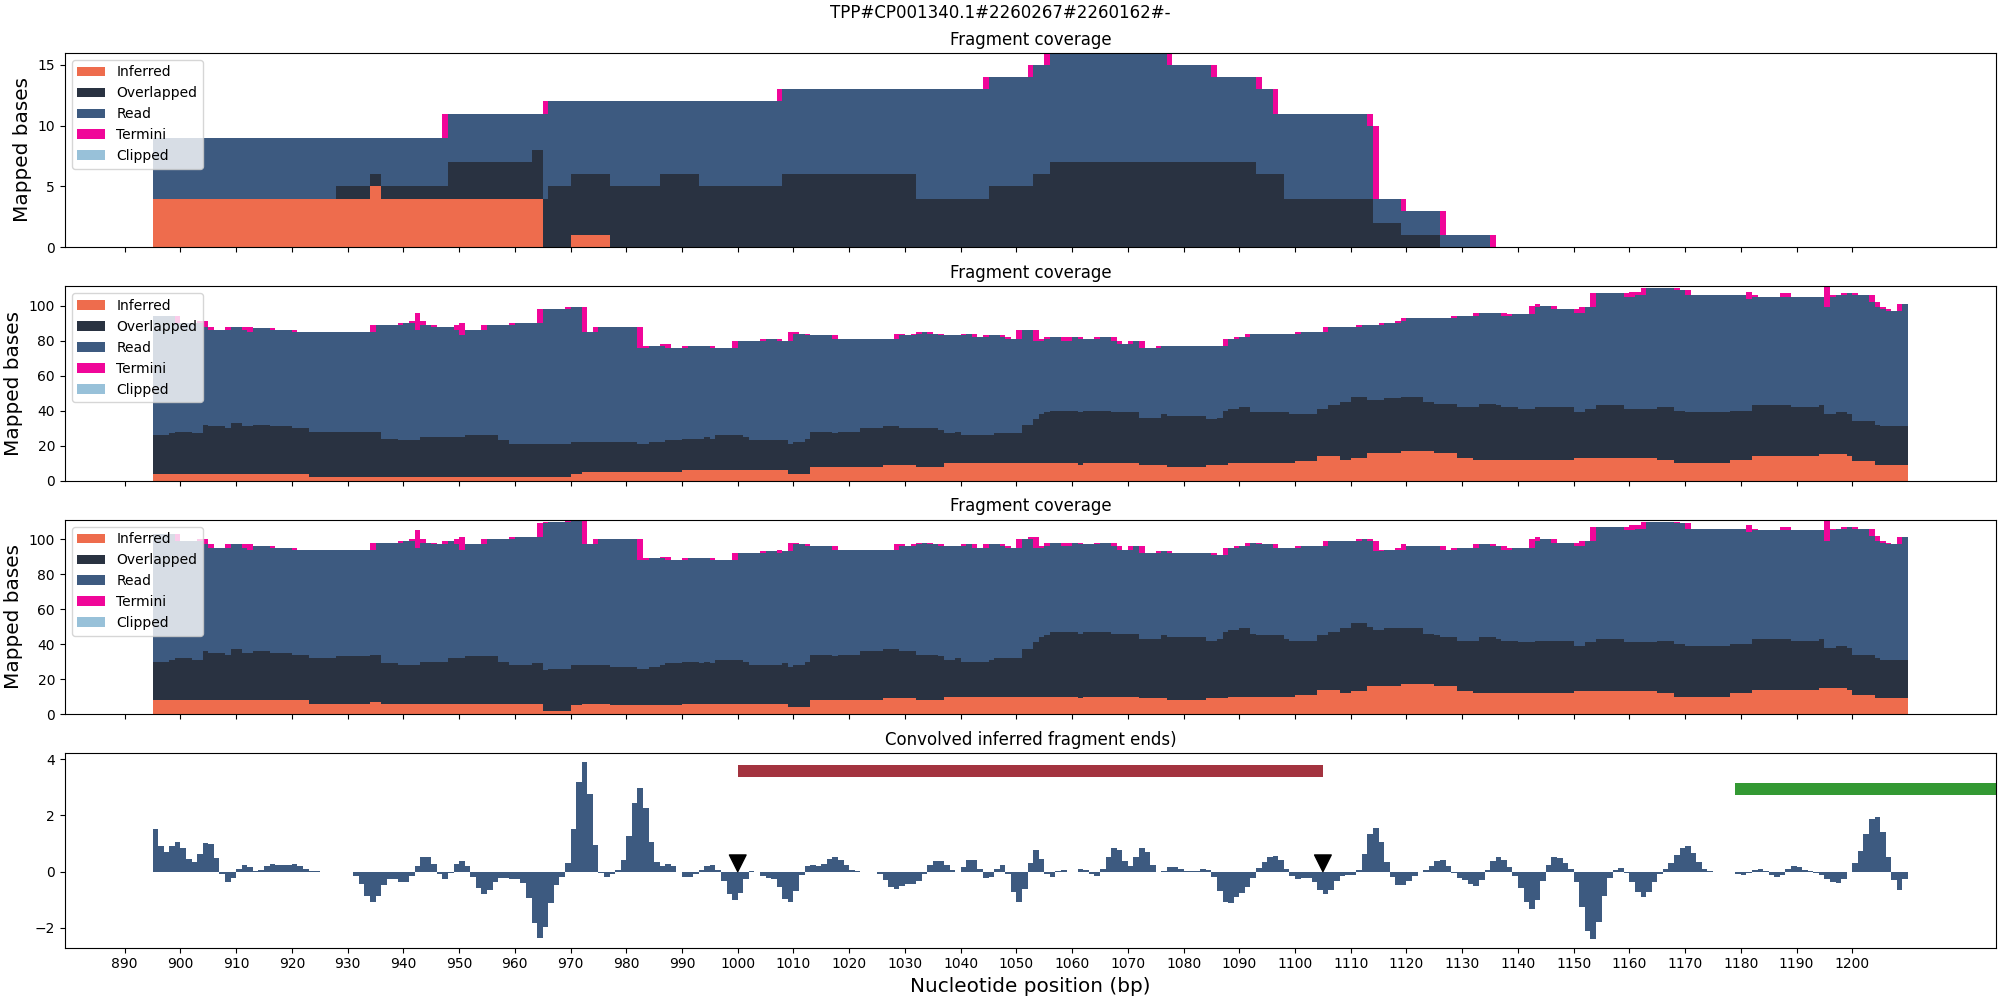 TPP#CP001340.1#2260267#2260162#-
Fragment coverage
Mapped bases
15
10
5
0
Inferred
Overlapped
Read
Termini
Clipped
Fragment coverage
Mapped bases
100
80
60
40
20
0
Inferred
Overlapped
Read
Termini
Clipped
Fragment coverage
Mapped bases
100
80
60
40
20
0
Inferred
Overlapped
Read
Termini
Clipped
Convolved inferred fragment ends)
4
2
0
−2
890 900 910 920 930 940 950 960 970 980 990 1000 1010 1020 1030 1040 1050 1060 1070 1080 1090 1100 1110 1120 1130 1140 1150 1160 1170 1180 1190 1200
Nucleotide position (bp)